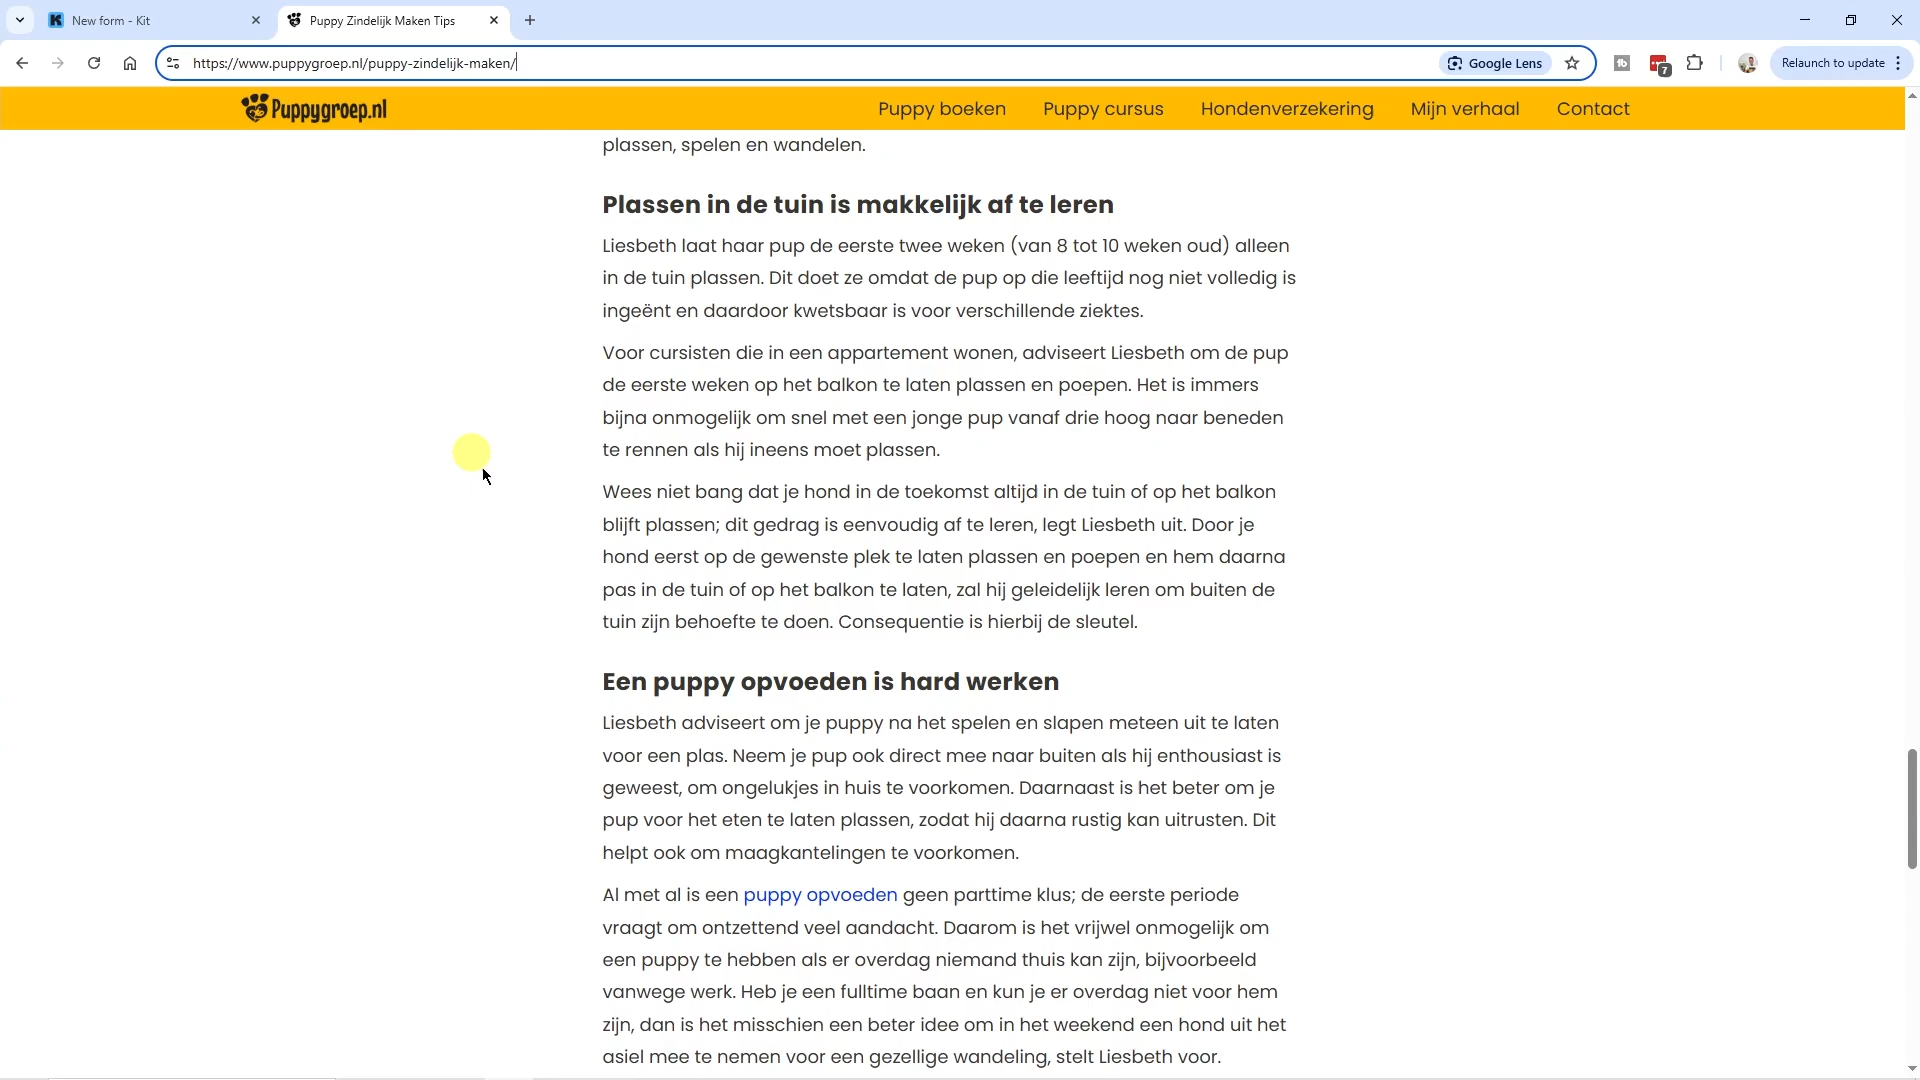 New form - Kit
Puppy Zindelijk Maken Tips
https://www.puppygroep.nl/puppy-zindelijk-maken/
Google Lens
7
Relaunch to update
Puppygroep.nl
Puppy boeken
Puppy cursus
Hondenverzekering
Mijn verhaal
Contact
plassen, spelen en wandelen.
Plassen in de tuin is makkelijk af te leren
Liesbeth laat haar pup de eerste twee weken (van 8 tot 10 weken oud) alleen
in de tuin plassen. Dit doet ze omdat de pup op die leeftijd nog niet volledig is
ingeënt en daardoor kwetsbaar is voor verschillende ziektes.
Voor cursisten die in een appartement wonen, adviseert Liesbeth om de pup
de eerste weken op het balkon te laten plassen en poepen. Het is immers
bijna onmogelijk om snel met een jonge pup vanaf drie hoog naar beneden
te rennen als hij ineens moet plassen.
Wees niet bang dat je hond in de toekomst altijd in de tuin of op het balkon
blijft plassen; dit gedrag is eenvoudig af te leren, legt Liesbeth uit. Door je
hond eerst op de gewenste plek te laten plassen en poepen en hem daarna
pas in de tuin of op het balkon te laten, zal hij geleidelijk leren om buiten de
tuin zijn behoefte te doen. Consequentie is hierbij de sleutel.
Een puppy opvoeden is hard werken
Liesbeth adviseert om je puppy na het spelen en slapen meteen uit te laten
voor een plas. Neem je pup ook direct mee naar buiten als hij enthousiast is
geweest, om ongelukjes in huis te voorkomen. Daarnaast is het beter om je
pup voor het eten te laten plassen, zodat hij daarna rustig kan uitrusten. Dit
helpt ook om maagkantelingen te voorkomen.
Al met al is een puppy opvoeden geen parttime klus; de eerste periode
vraagt om ontzettend veel aandacht. Daarom is het vrijwel onmogelijk om
een puppy te hebben als er overdag niemand thuis kan zijn, bijvoorbeeld
vanwege werk. Heb je een fulltime baan en kun je er overdag niet voor hem
zijn, dan is het misschien een beter idee om in het weekend een hond uit het
asiel mee te nemen voor een gezellige wandeling, stelt Liesbeth voor.